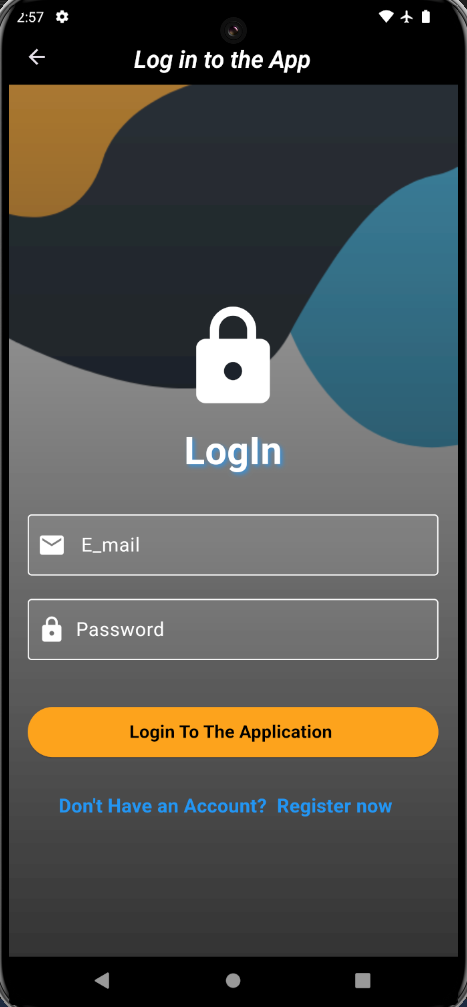 2:57
Log in to the App
LogIn
E_mail
Password
Login To The Application
Don't Have an Account? Register now